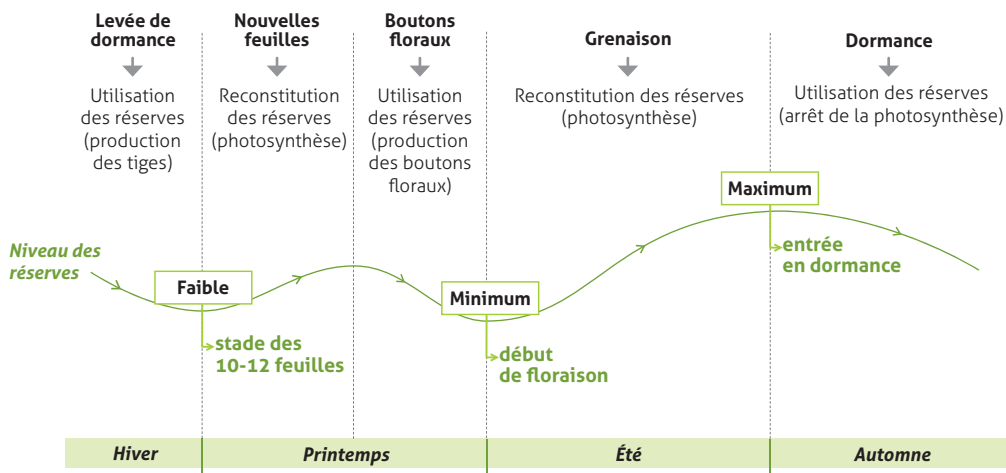 Levée de
dormance
Utilisation
des réserves
(production
des tiges)
Nouvelles
feuilles
Reconstitution
des réserves
(photosynthèse)
Boutons
floraux
Utilisation
des réserves
(production
des boutons
floraux)
Grenaison
Reconstitution des réserves
(photosynthèse)
Dormance
Utilisation des réserves
(arrêt de la photosynthèse)
Niveau des
réserves
Faible
stade des
10-12 feuilles
Minimum
début
de floraison
Maximum
entrée
en dormance
Hiver
Printemps
Été
Automne